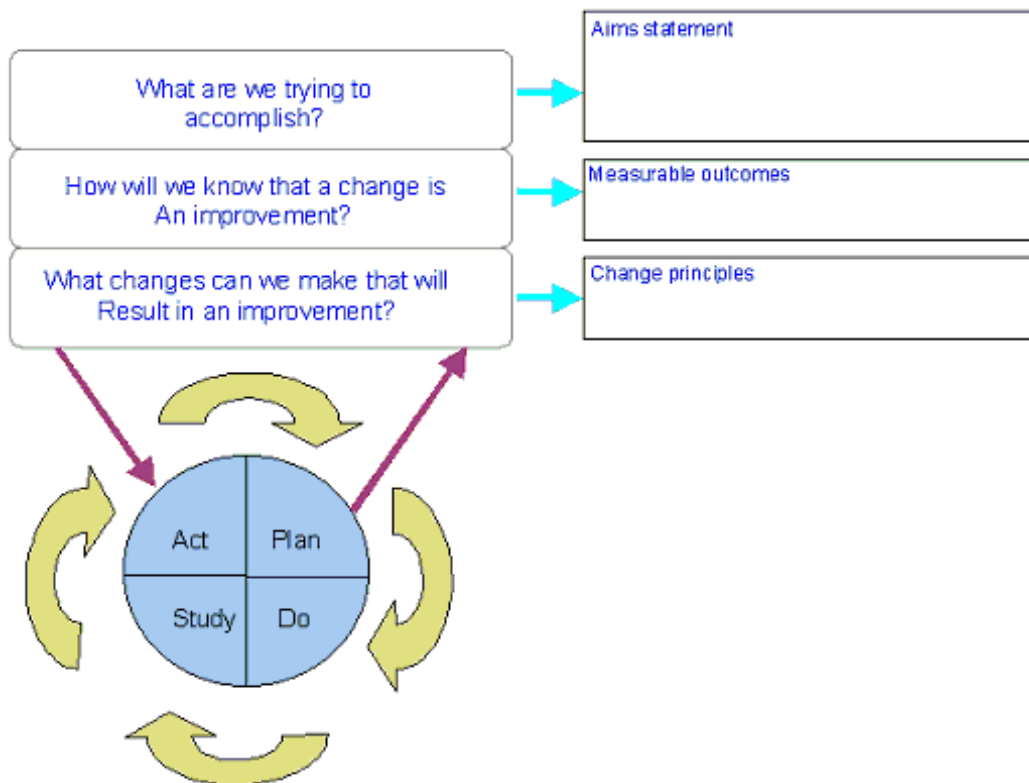 Aims statement
What are we trying to
accomplish?
How will we know that a change is
An improvement?
Measurable outcomes
What changes can we make that will
Result in an improvement?
Change principles
Act
Plan
Study
Do